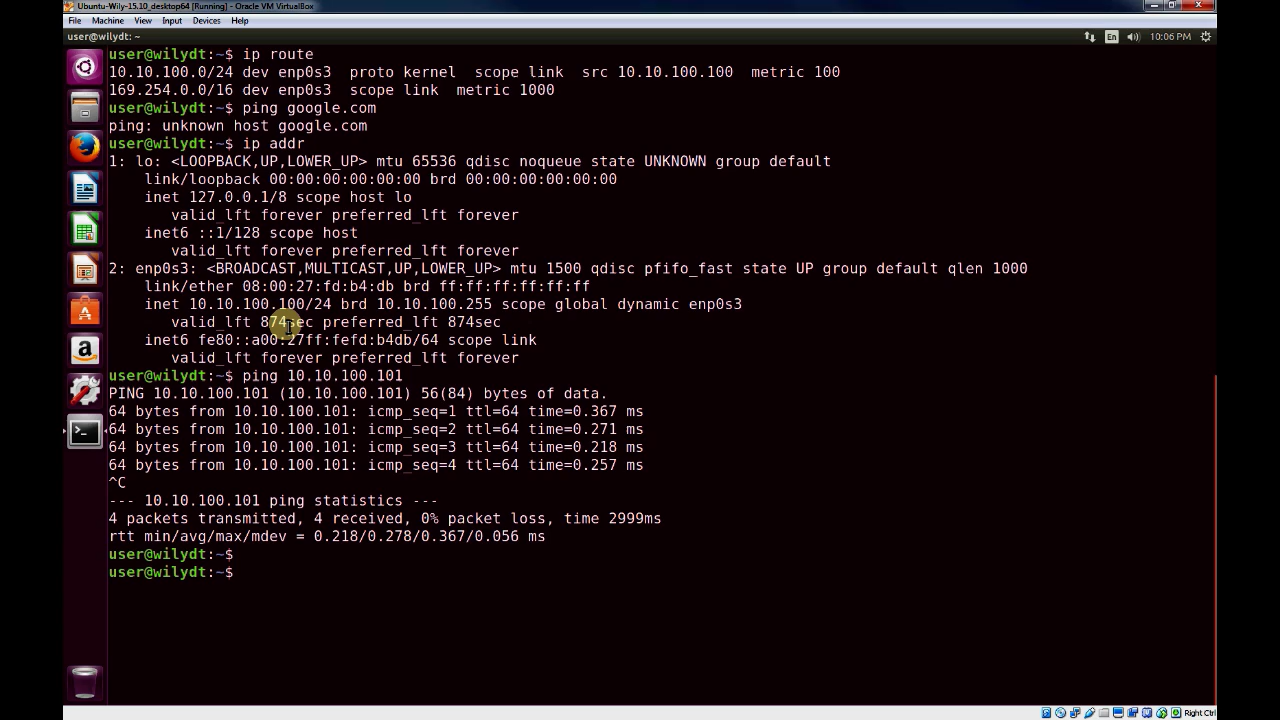 Ubuntu-Wily-15.10_desktop64 [Running] - Oracle VM VirtualBox
File Machine View Input Devices Help
user@wilydt: ~
En 10:06 PM
user@wilydt:~$ ip route
10.10.100.0/24 dev enp0s3  proto kernel  scope link  src 10.10.100.100  metric 100
169.254.0.0/16 dev enp0s3  scope link  metric 1000
user@wilydt:~$ ping google.com
ping: unknown host google.com
user@wilydt:~$ ip addr
1: lo: <LOOPBACK,UP,LOWER_UP> mtu 65536 qdisc noqueue state UNKNOWN group default
    link/loopback 00:00:00:00:00:00 brd 00:00:00:00:00:00
    inet 127.0.0.1/8 scope host lo
       valid_lft forever preferred_lft forever
    inet6 ::1/128 scope host
       valid_lft forever preferred_lft forever
2: enp0s3: <BROADCAST,MULTICAST,UP,LOWER_UP> mtu 1500 qdisc pfifo_fast state UP group default qlen 1000
    link/ether 08:00:27:fd:b4:db brd ff:ff:ff:ff:ff:ff
    inet 10.10.100.100/24 brd 10.10.100.255 scope global dynamic enp0s3
       valid_lft 874sec preferred_lft 874sec
    inet6 fe80::a00:27ff:fefd:b4db/64 scope link
       valid_lft forever preferred_lft forever
user@wilydt:~$ ping 10.10.100.101
PING 10.10.100.101 (10.10.100.101) 56(84) bytes of data.
64 bytes from 10.10.100.101: icmp_seq=1 ttl=64 time=0.367 ms
64 bytes from 10.10.100.101: icmp_seq=2 ttl=64 time=0.271 ms
64 bytes from 10.10.100.101: icmp_seq=3 ttl=64 time=0.218 ms
64 bytes from 10.10.100.101: icmp_seq=4 ttl=64 time=0.257 ms
^C
--- 10.10.100.101 ping statistics ---
4 packets transmitted, 4 received, 0% packet loss, time 2999ms
rtt min/avg/max/mdev = 0.218/0.278/0.367/0.056 ms
user@wilydt:~$
user@wilydt:~$
Right Ctrl